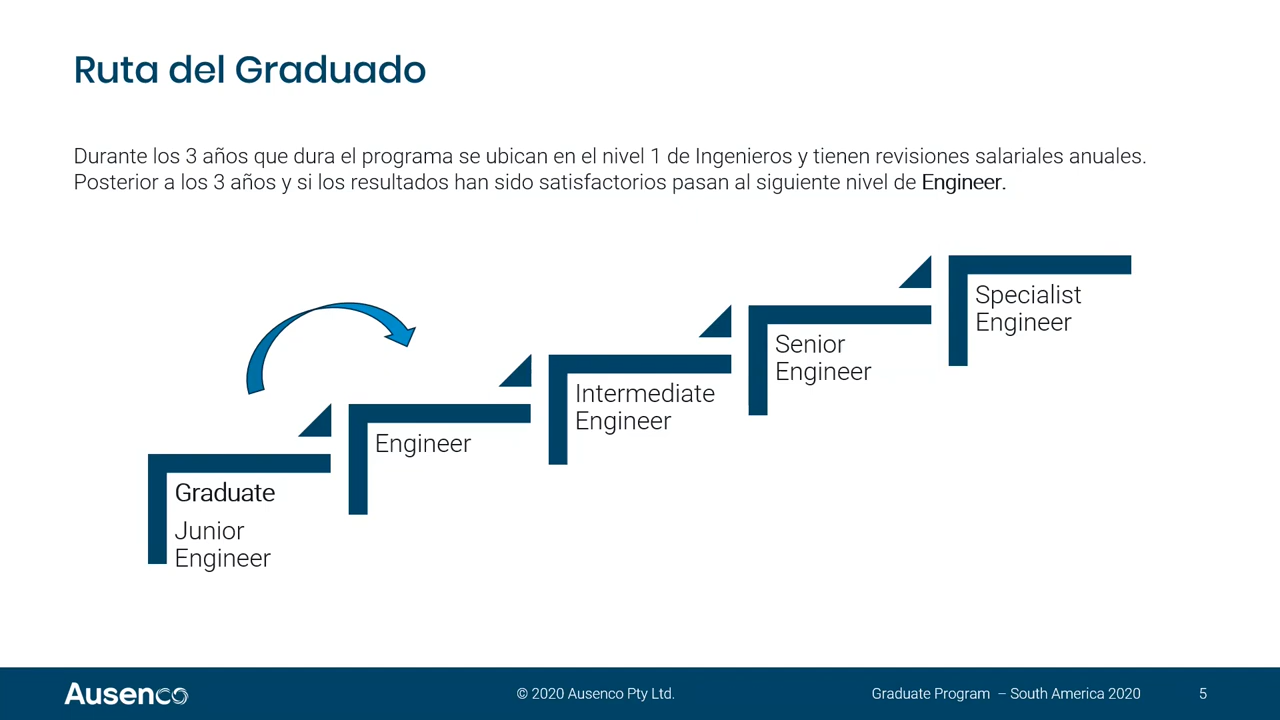 Ruta del Graduado
Durante los 3 años que dura el programa se ubican en el nivel 1 de Ingenieros y tienen revisiones salariales anuales.
Posterior a los 3 años y si los resultados han sido satisfactorios pasan al siguiente nivel de Engineer.
Graduate
Junior
Engineer
Engineer
Intermediate
Engineer
Senior
Engineer
Specialist
Engineer
Ausenco
© 2020 Ausenco Pty Ltd.
Graduate Program – South America 2020
5